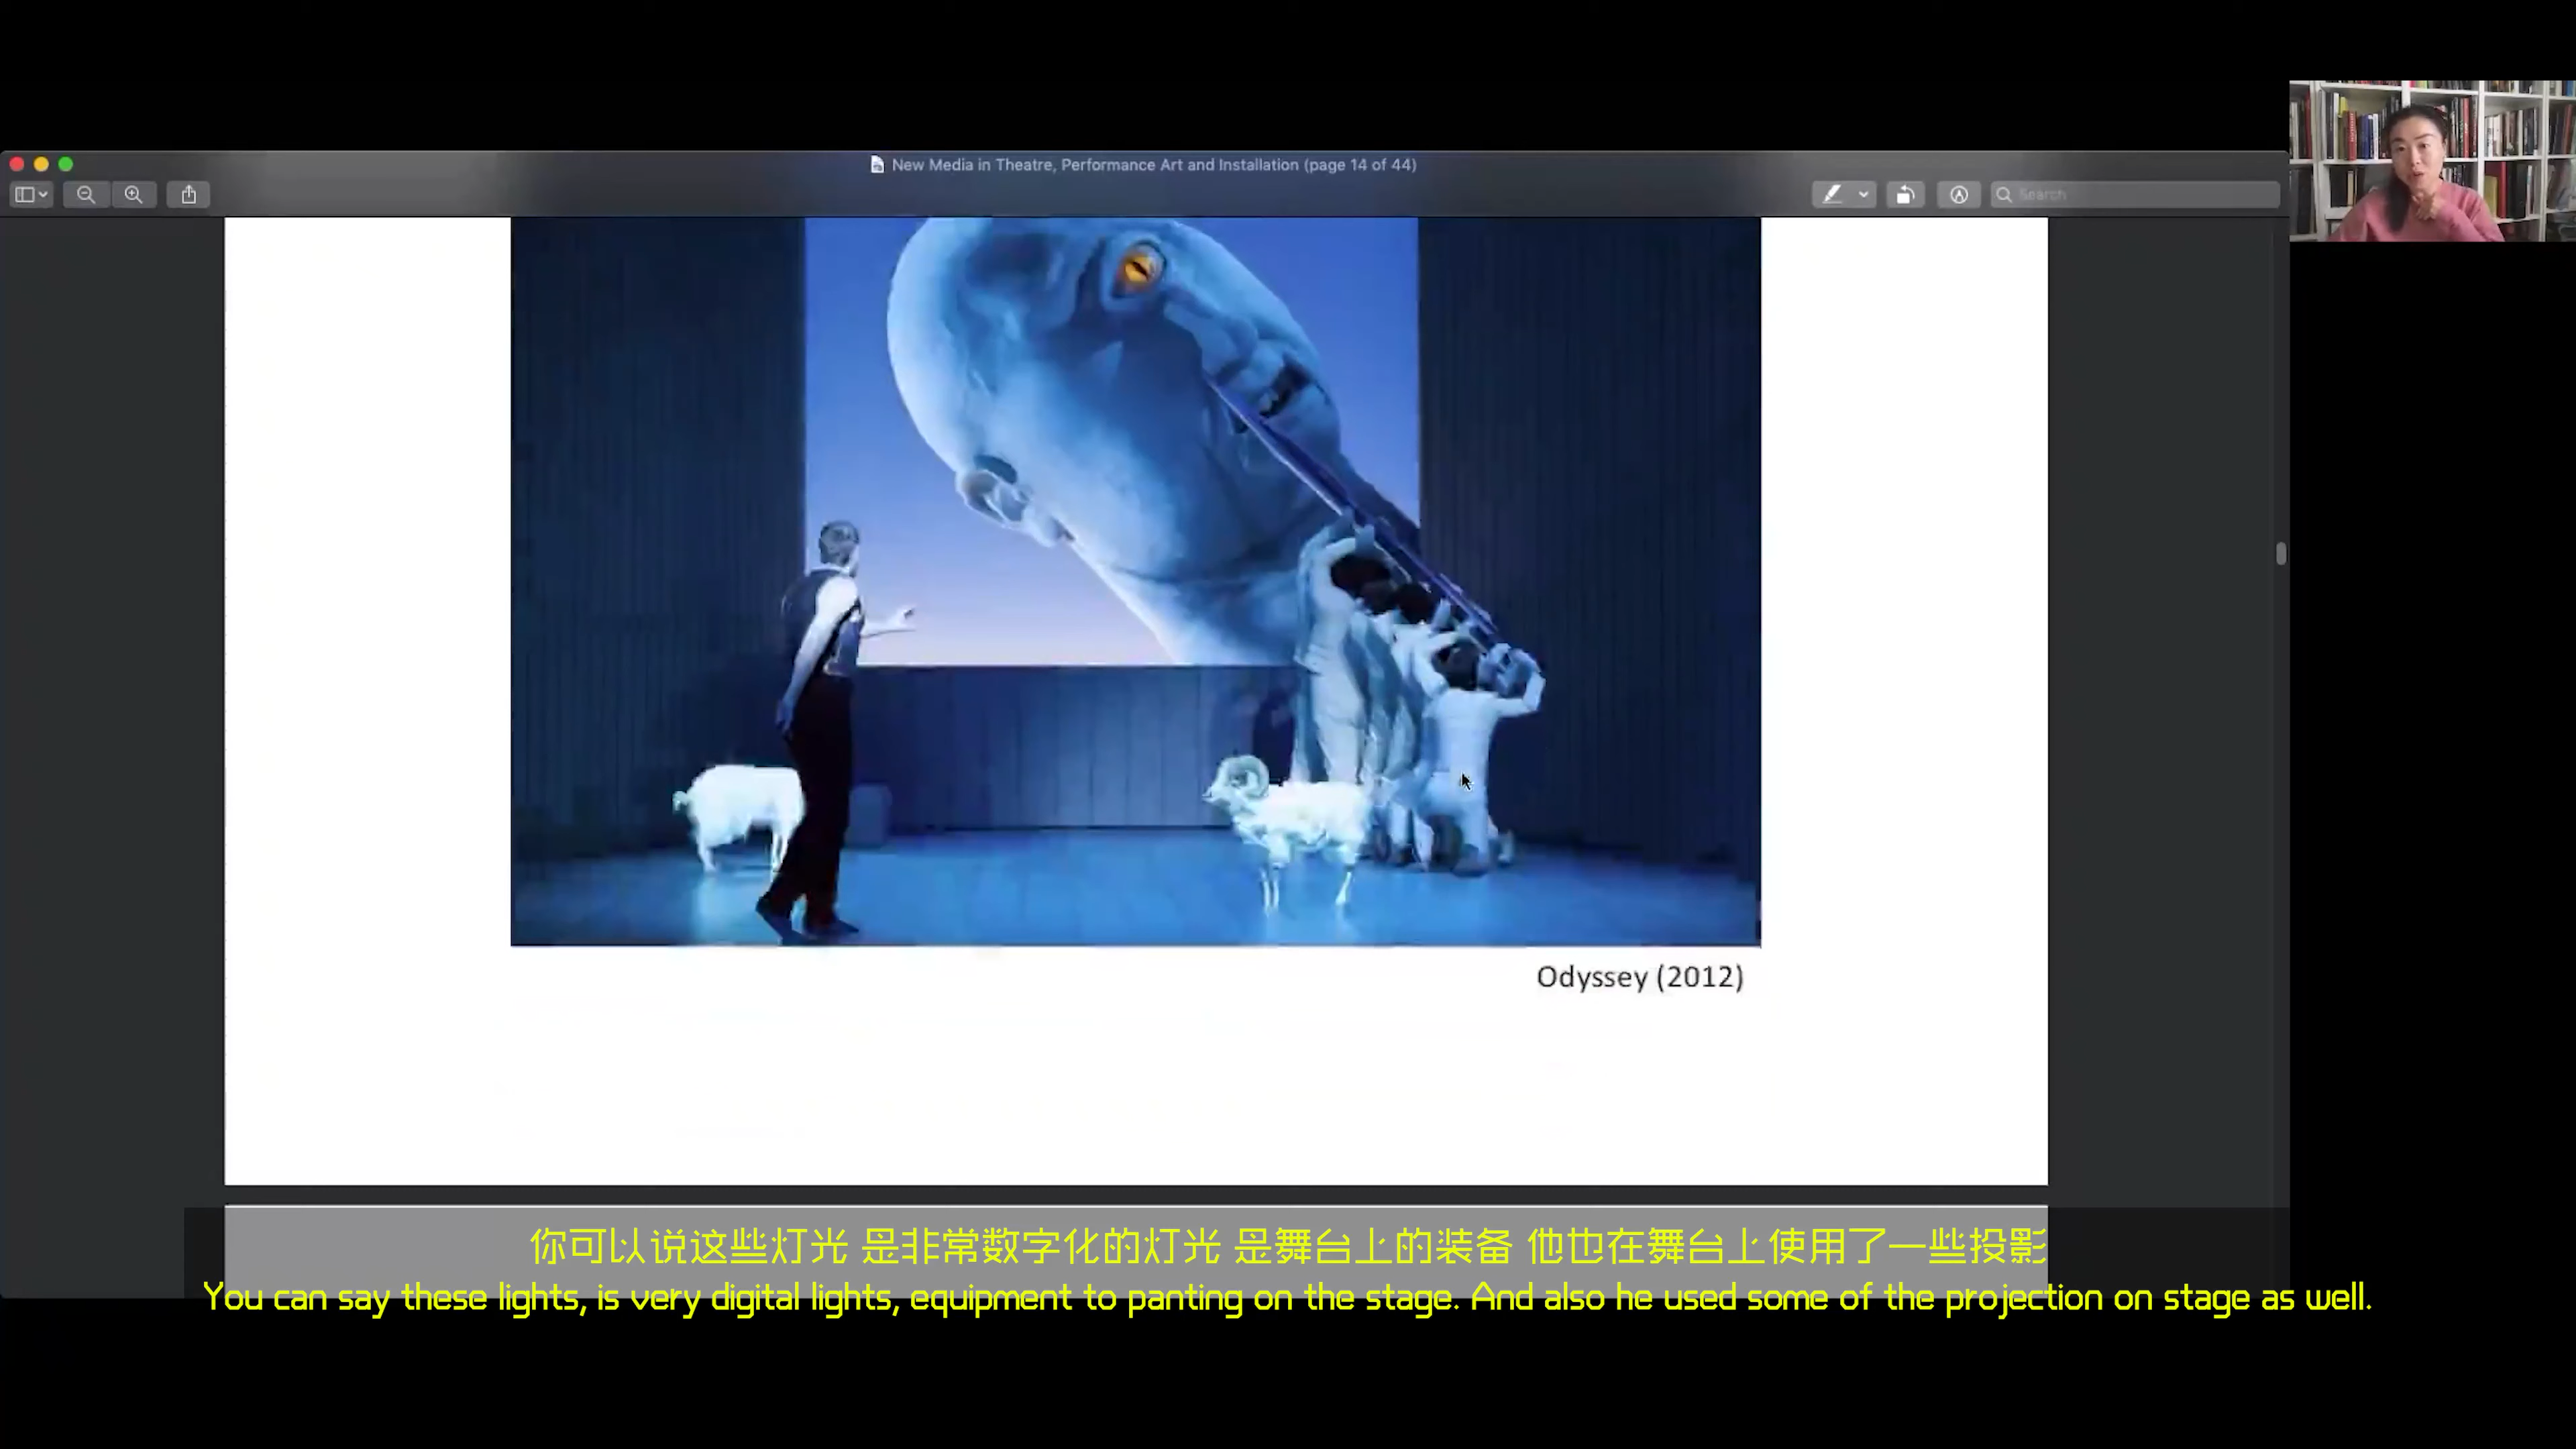 New Media in Theatre, Performance Art and Installation (page 14 of 44)
Search
Odyssey (2012)
你可以说这些灯光 是非常数字化的灯光 是舞台上的装备 他也在舞台上使用了一些投影
You can say these lights, is very digital lights, equipment to panting on the stage. And also he used some of the projection on stage as well.